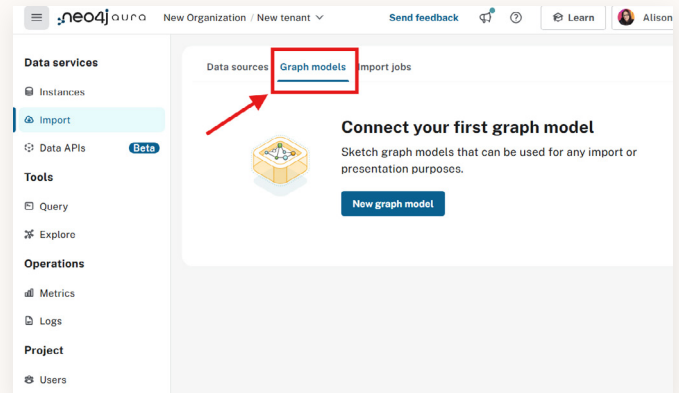 neo4j aura New Organization / New tenant Send feedback Learn Alison
Data services
Instances
Import
Data APIs Beta
Tools
Query
Explore
Operations
Metrics
Logs
Project
Users
Data sources Graph models Import jobs
Connect your first graph model
Sketch graph models that can be used for any import or
presentation purposes.
New graph model